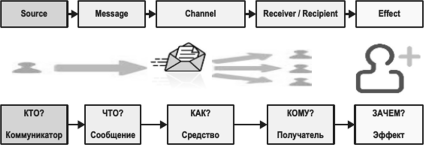 Source
Message
Channel
Receiver / Recipient
Effect
КТО?
Коммуникатор
ЧТО?
Сообщение
КАК?
Средство
КОМУ?
Получатель
ЗАЧЕМ?
Эффект